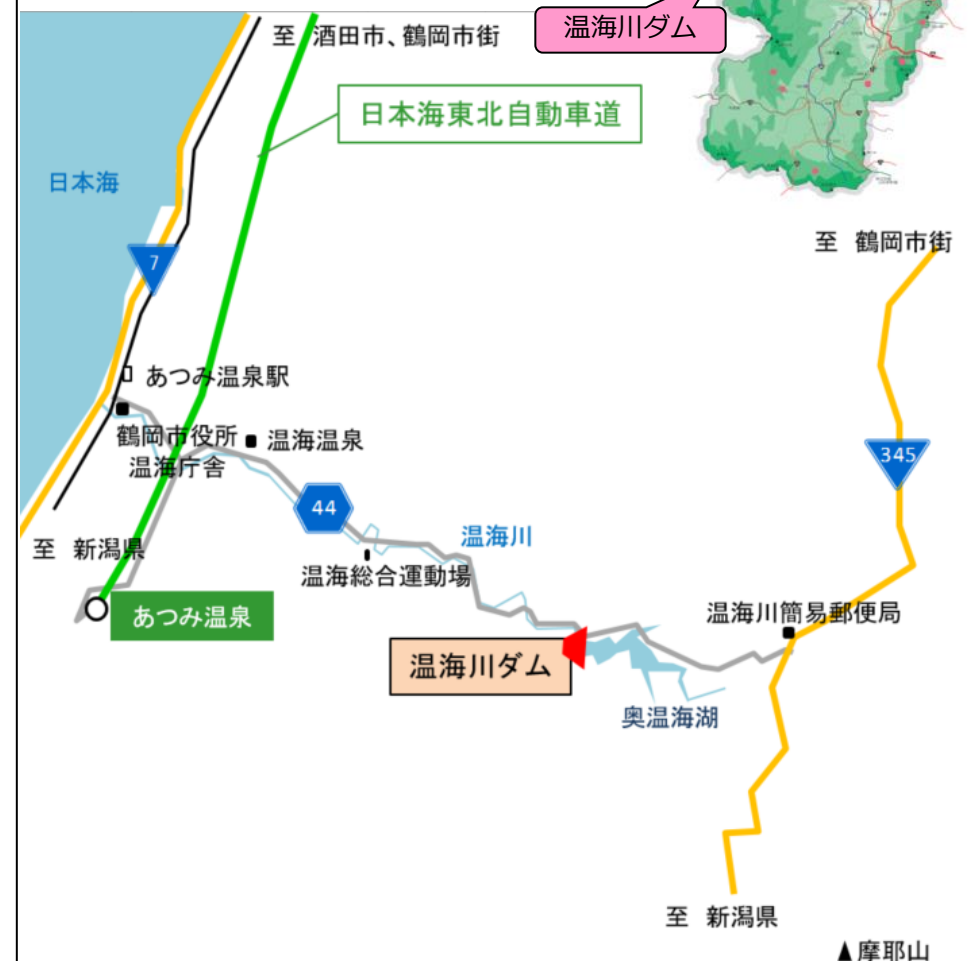 温海川ダム
至 酒田市、鶴岡市街
日本海東北自動車道
日本海
至 鶴岡市街
7
あつみ温泉駅
鶴岡市役所
温海庁舎
温海温泉
345
44
温海川
至 新潟県
温海総合運動場
あつみ温泉
温海川簡易郵便局
温海川ダム
奥温海湖
至 新潟県
▲摩耶山